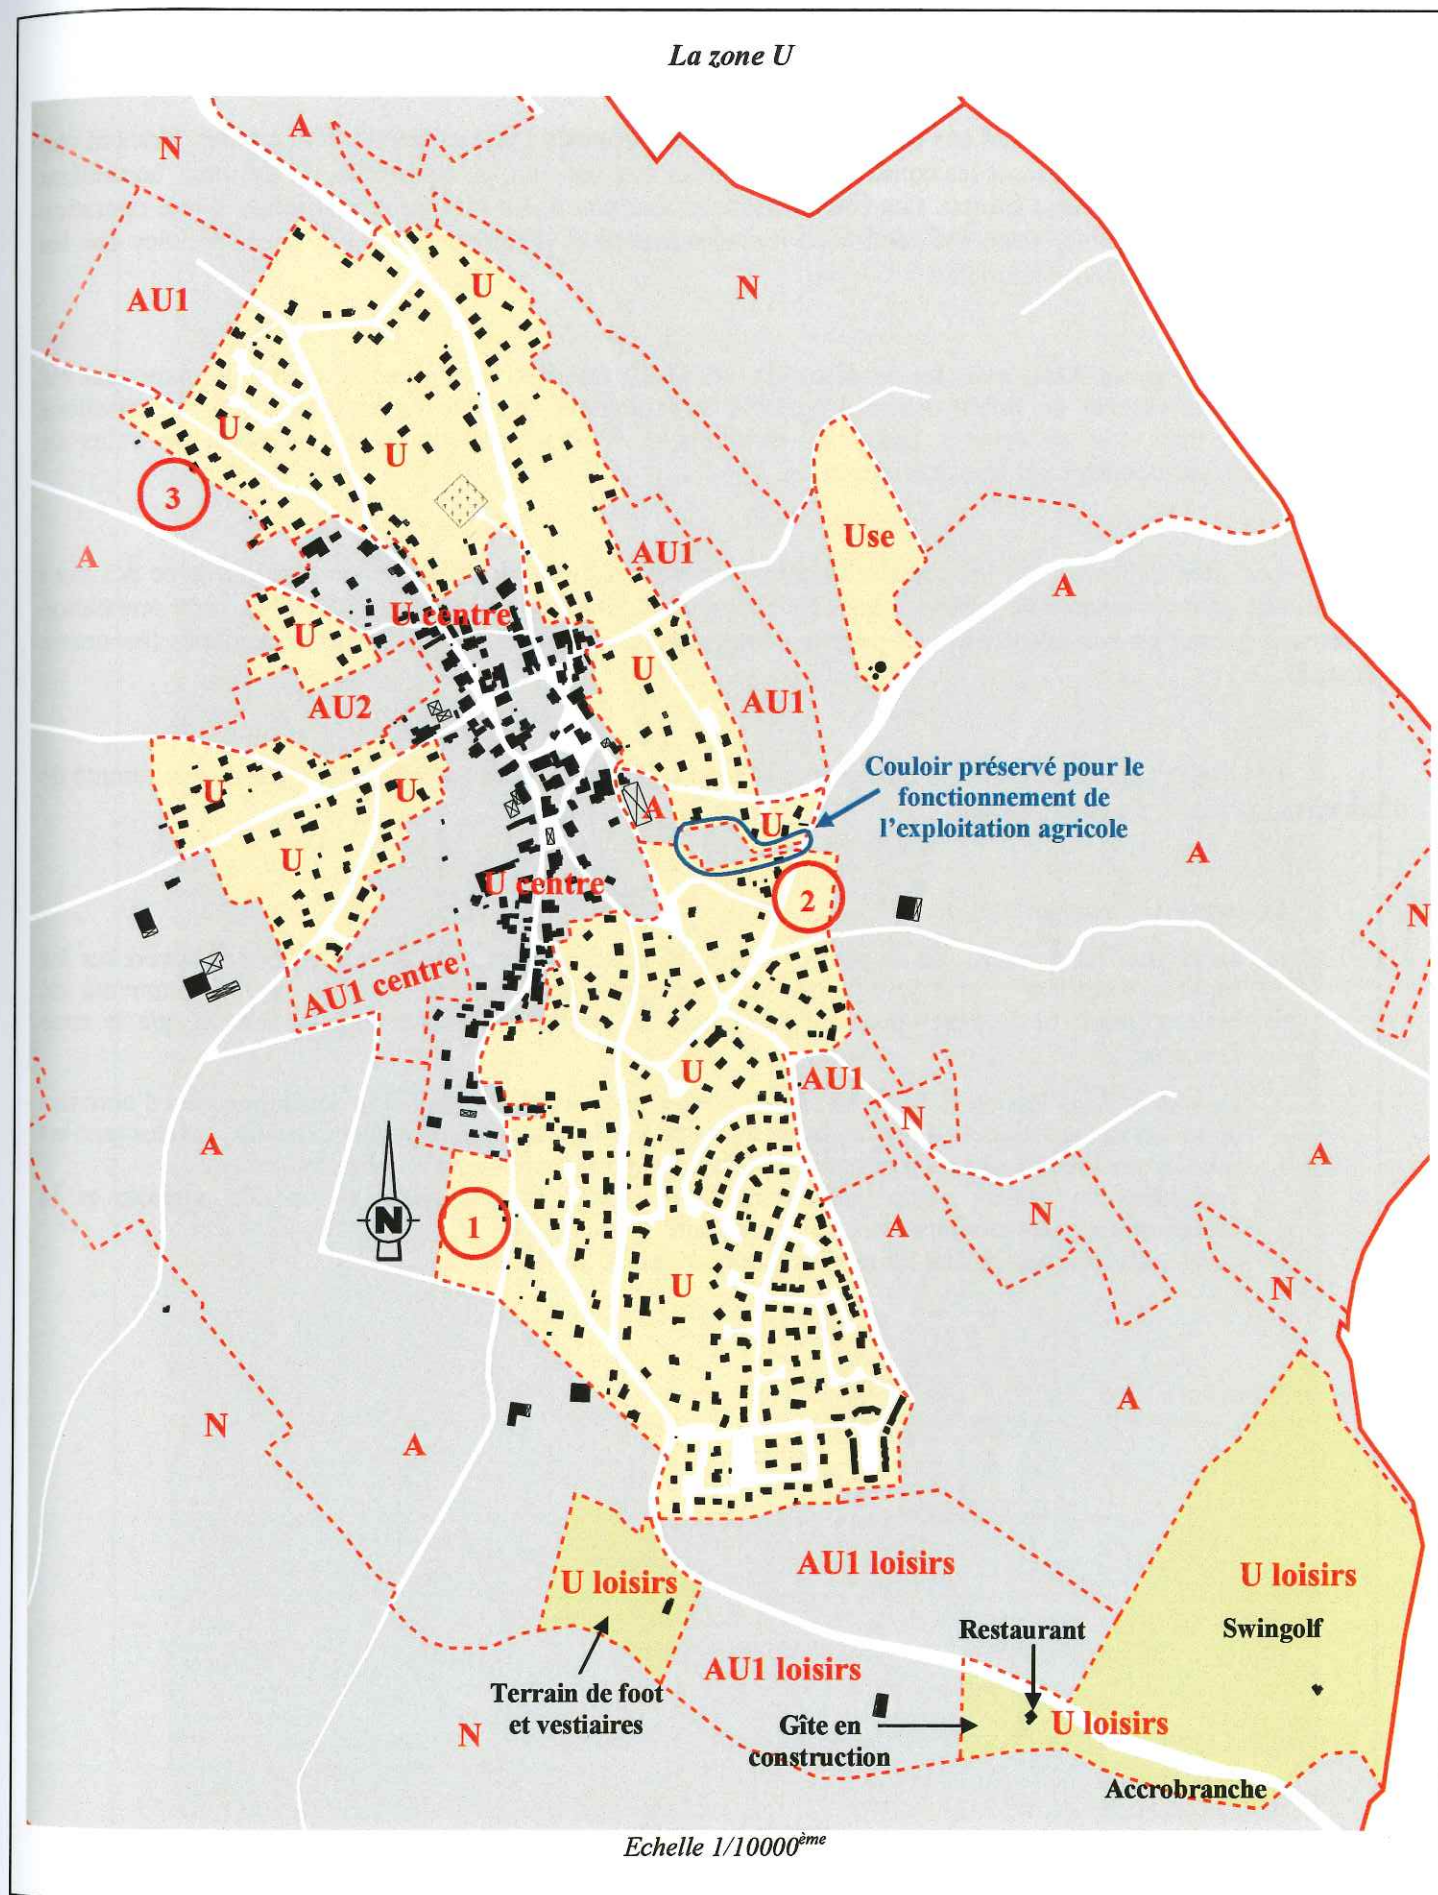 La zone U
A
N
U
AU1
N
U
U
3
Use
A
AU1
A
U centre
U
U
AU2
AU1
Couloir préservé pour le
fonctionnement de
l'exploitation agricole
U
U
A
U
A
U
U centre
2
N
AU1 centre
U
AU1
N
A
A
N
1
A
U
N
A
N
A
U loisirs
AU1 loisirs
U loisirs
Restaurant
Swingolf
AU1 loisirs
Terrain de foot
et vestiaires
N
Gîte en
construction
U loisirs
Accrobranche
N
Echelle 1/10000ème